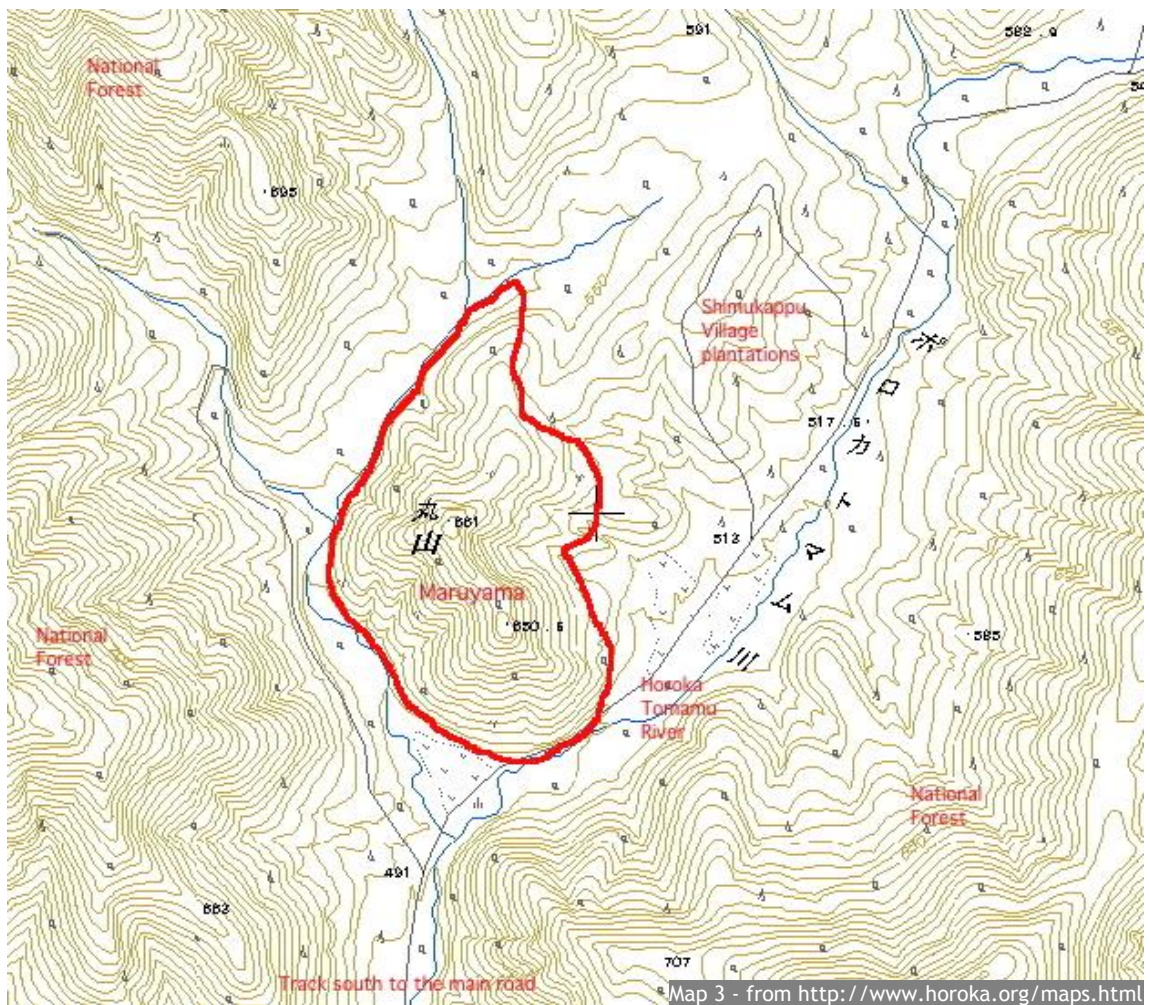 591
582.9
National
Forest
695
Shimukappu
Village
plantations
517.6
ホロカトマム川
丸山
661
513
Maruyama
650.6
585
National
Forest
Horoka
Tomamu
River
National
Forest
491
663
707
Track south to the main road
Map 3 - from http://www.horoka.org/maps.html